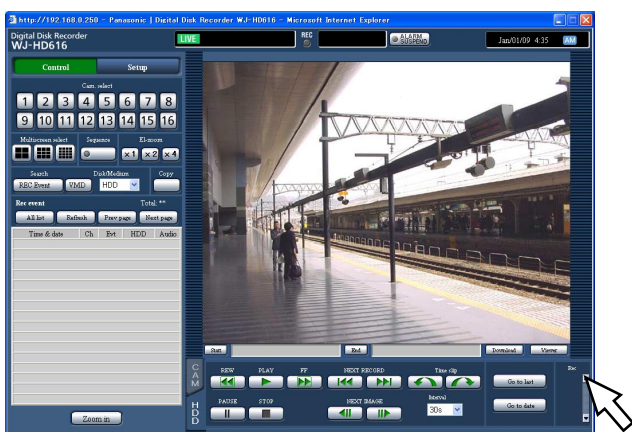 http://192.168.0.250 - Panasonic | Digital Disk Recorder WJ-HD616 - Microsoft Internet Explorer
Digital Disk Recorder
WJ-HD616
LIVE
REC
ALARM
SUSPEND
Jan/01/09 4:35 AM
Control Setup
Cam. select
1 2 3 4 5 6 7 8
9 10 11 12 13 14 15 16
Multiscreen select Sequence El-zoom
x1 x2 x4
Search Disk/Medium Copy
REC Event VMD HDD
Rec event Total: **
All list Refresh Prev page Next page
Time & date Ch Evt HDD Audio
Zoom in
Start End Download Viewer
CAM
HDD
REW PLAY FF NEXT RECORD Time slip
PAUSE STOP NEXT IMAGE Interval
30s
Go to last
Go to date
Rec